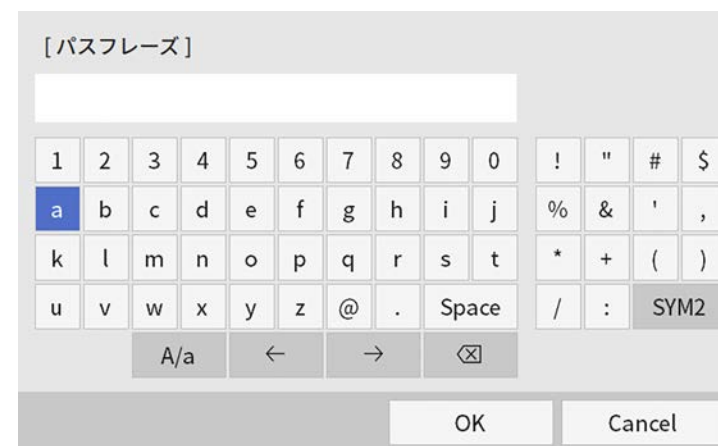 [パスフレーズ]
1 2 3 4 5 6 7 8 9 0 ! " # $
a b c d e f g h i j % & ' ,
k l m n o p q r s t * + ( )
u v w x y z @ . Space / : SYM2
A/a ← → ⌫
OK Cancel